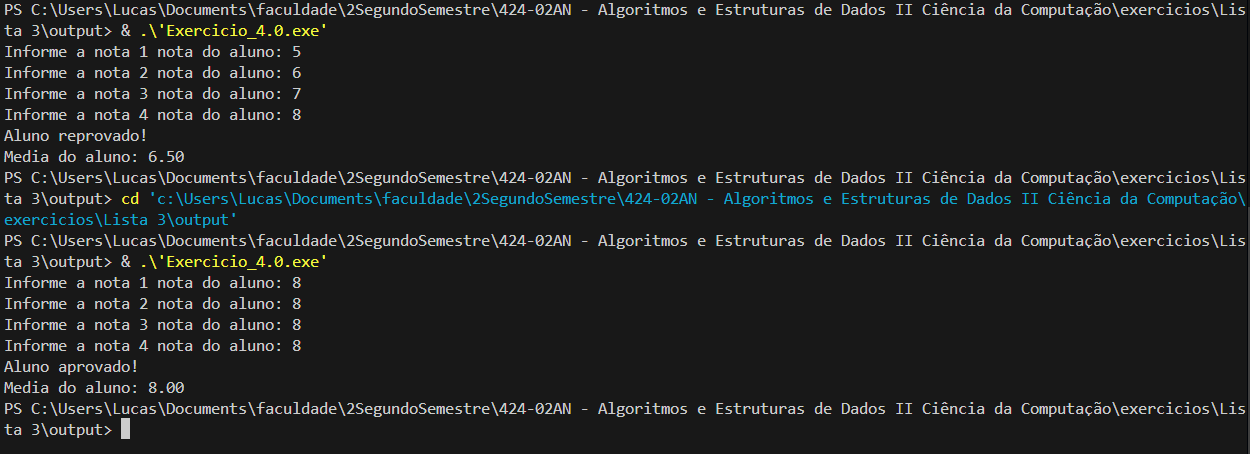 PS C:\Users\Lucas\Documents\faculdade\2SegundoSemestre\424-02AN - Algoritmos e Estruturas de Dados II Ciência da Computação\exercicios\Lis
ta 3\output> & .\'Exercicio_4.0.exe'
Informe a nota 1 nota do aluno: 5
Informe a nota 2 nota do aluno: 6
Informe a nota 3 nota do aluno: 7
Informe a nota 4 nota do aluno: 8
Aluno reprovado!
Media do aluno: 6.50
PS C:\Users\Lucas\Documents\faculdade\2SegundoSemestre\424-02AN - Algoritmos e Estruturas de Dados II Ciência da Computação\exercicios\Lis
ta 3\output> cd 'c:\Users\Lucas\Documents\faculdade\2SegundoSemestre\424-02AN - Algoritmos e Estruturas de Dados II Ciência da Computação\
exercicios\Lista 3\output'
PS C:\Users\Lucas\Documents\faculdade\2SegundoSemestre\424-02AN - Algoritmos e Estruturas de Dados II Ciência da Computação\exercicios\Lis
ta 3\output> & .\'Exercicio_4.0.exe'
Informe a nota 1 nota do aluno: 8
Informe a nota 2 nota do aluno: 8
Informe a nota 3 nota do aluno: 8
Informe a nota 4 nota do aluno: 8
Aluno aprovado!
Media do aluno: 8.00
PS C:\Users\Lucas\Documents\faculdade\2SegundoSemestre\424-02AN - Algoritmos e Estruturas de Dados II Ciência da Computação\exercicios\Lis
ta 3\output>